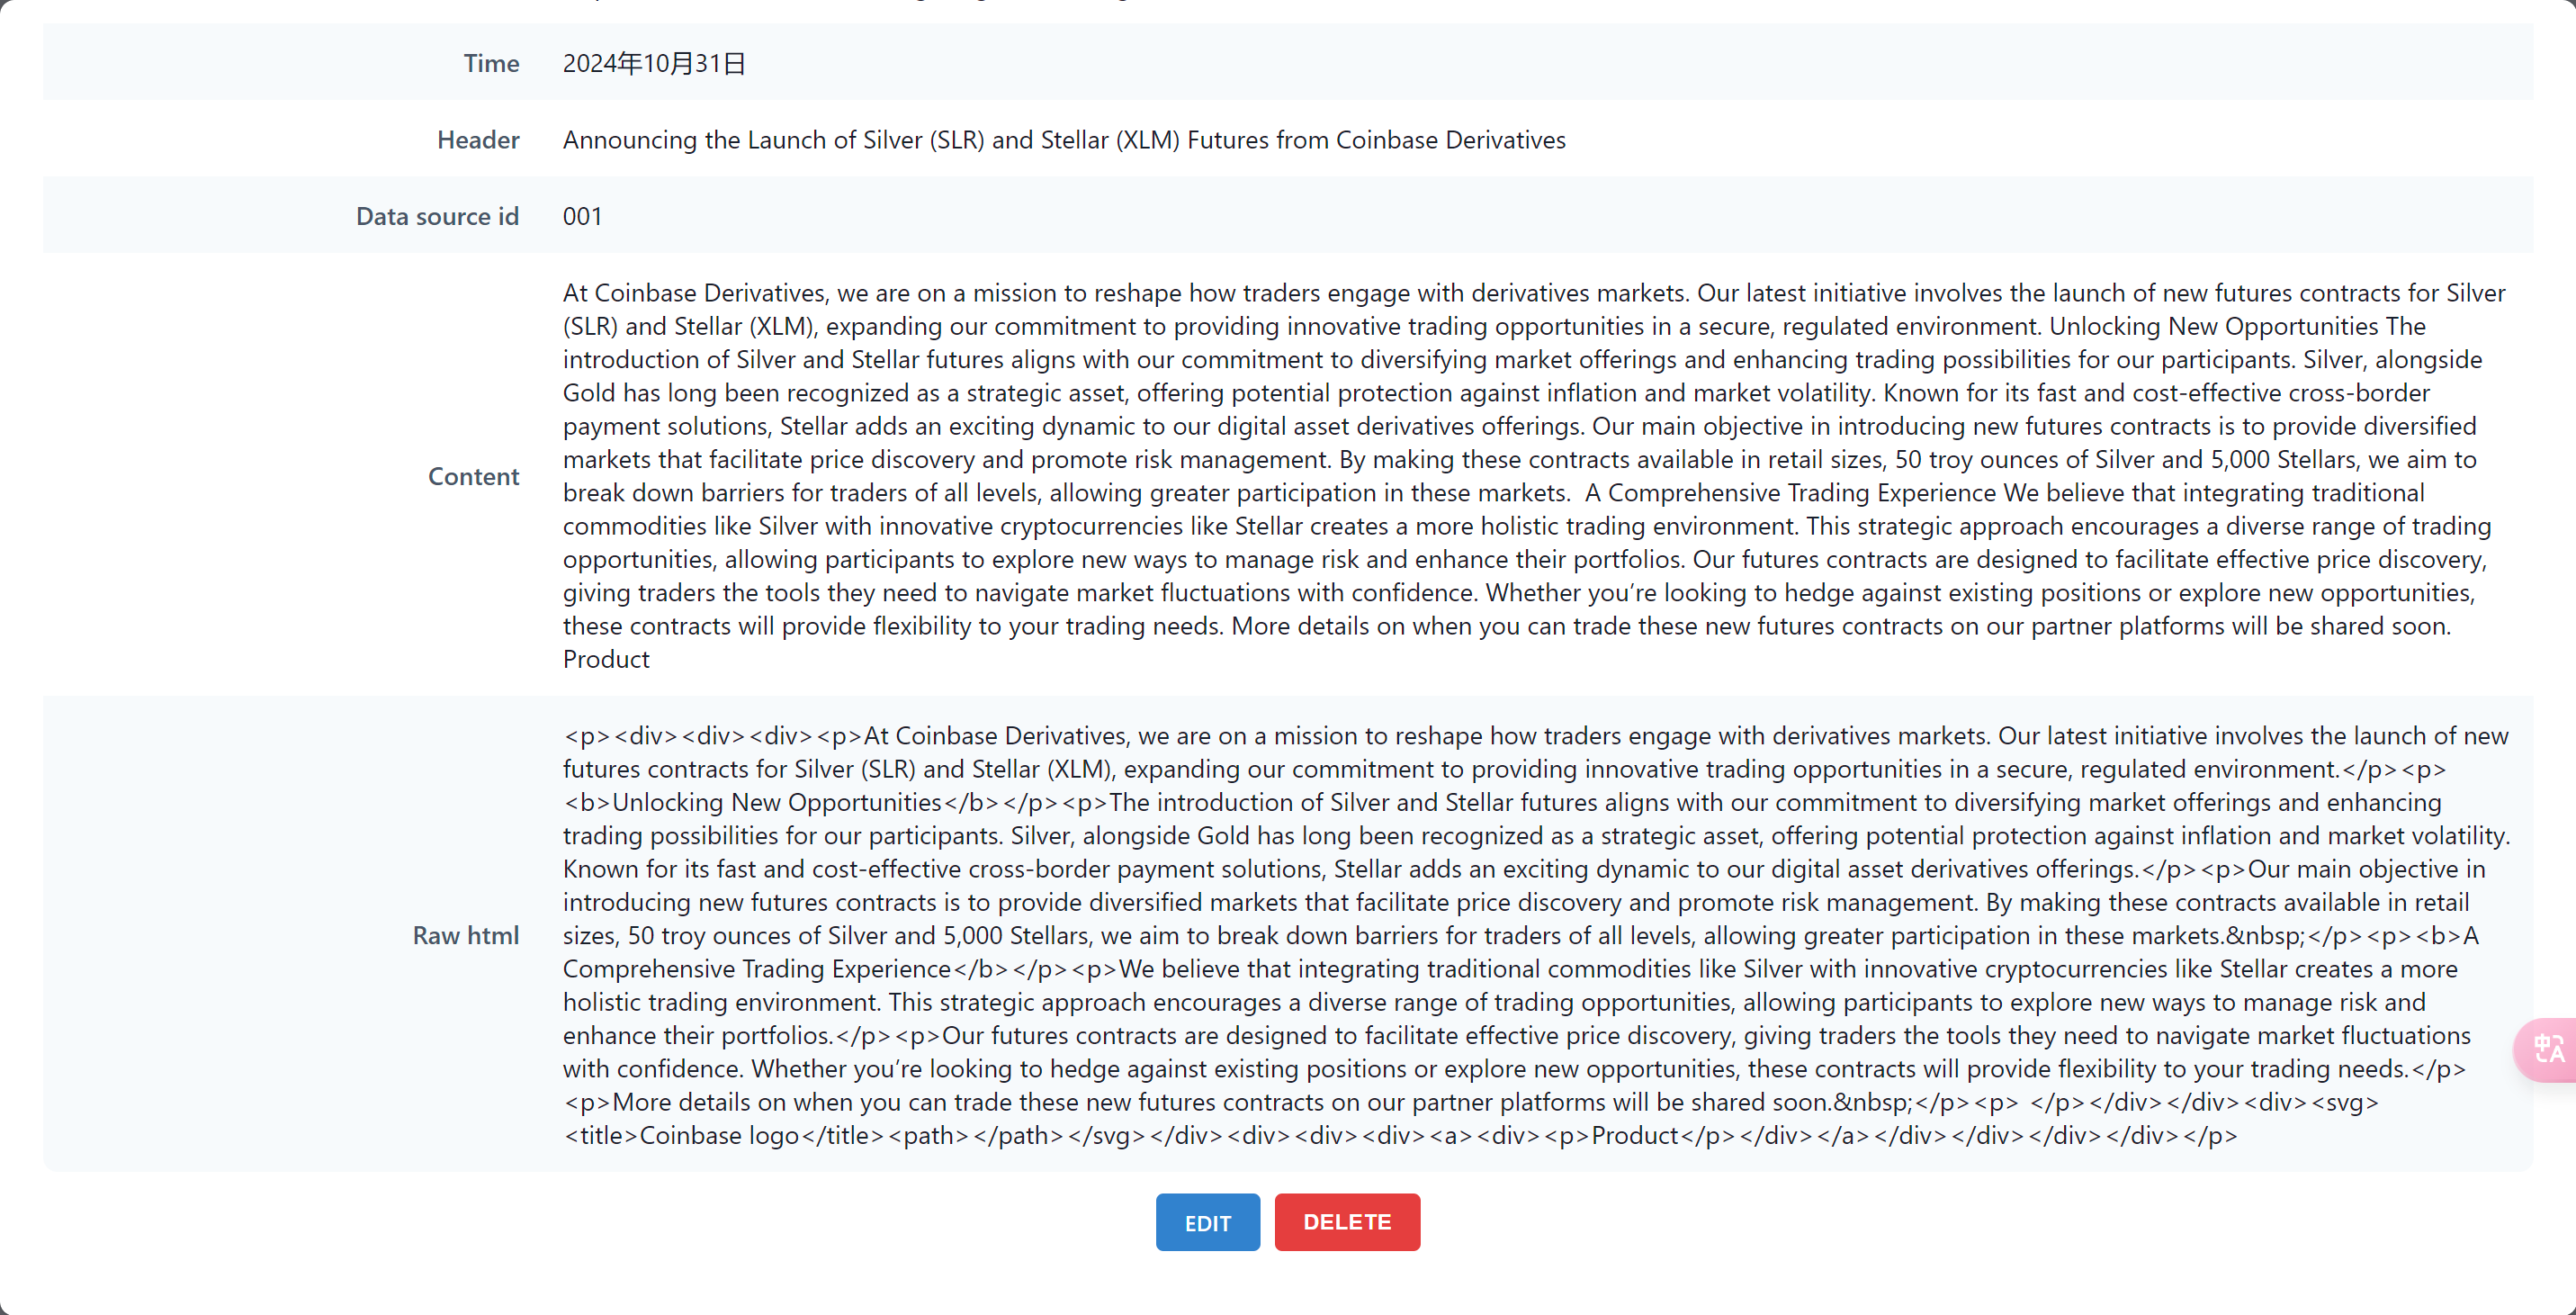 Time 2024年10月31日
Header Announcing the Launch of Silver (SLR) and Stellar (XLM) Futures from Coinbase Derivatives
Data source id 001
Content
At Coinbase Derivatives, we are on a mission to reshape how traders engage with derivatives markets. Our latest initiative involves the launch of new futures contracts for Silver
(SLR) and Stellar (XLM), expanding our commitment to providing innovative trading opportunities in a secure, regulated environment. Unlocking New Opportunities The
introduction of Silver and Stellar futures aligns with our commitment to diversifying market offerings and enhancing trading possibilities for our participants. Silver, alongside
Gold has long been recognized as a strategic asset, offering potential protection against inflation and market volatility. Known for its fast and cost-effective cross-border
payment solutions, Stellar adds an exciting dynamic to our digital asset derivatives offerings. Our main objective in introducing new futures contracts is to provide diversified
markets that facilitate price discovery and promote risk management. By making these contracts available in retail sizes, 50 troy ounces of Silver and 5,000 Stellars, we aim to
break down barriers for traders of all levels, allowing greater participation in these markets.  A Comprehensive Trading Experience We believe that integrating traditional
commodities like Silver with innovative cryptocurrencies like Stellar creates a more holistic trading environment. This strategic approach encourages a diverse range of trading
opportunities, allowing participants to explore new ways to manage risk and enhance their portfolios. Our futures contracts are designed to facilitate effective price discovery,
giving traders the tools they need to navigate market fluctuations with confidence. Whether you’re looking to hedge against existing positions or explore new opportunities,
these contracts will provide flexibility to your trading needs. More details on when you can trade these new futures contracts on our partner platforms will be shared soon.
Product
Raw html
<p><div><div><div><p>At Coinbase Derivatives, we are on a mission to reshape how traders engage with derivatives markets. Our latest initiative involves the launch of new
futures contracts for Silver (SLR) and Stellar (XLM), expanding our commitment to providing innovative trading opportunities in a secure, regulated environment.</p><p>
<b>Unlocking New Opportunities</b></p><p>The introduction of Silver and Stellar futures aligns with our commitment to diversifying market offerings and enhancing
trading possibilities for our participants. Silver, alongside Gold has long been recognized as a strategic asset, offering potential protection against inflation and market volatility.
Known for its fast and cost-effective cross-border payment solutions, Stellar adds an exciting dynamic to our digital asset derivatives offerings.</p><p>Our main objective in
introducing new futures contracts is to provide diversified markets that facilitate price discovery and promote risk management. By making these contracts available in retail
sizes, 50 troy ounces of Silver and 5,000 Stellars, we aim to break down barriers for traders of all levels, allowing greater participation in these markets.&nbsp;</p><p><b>A
Comprehensive Trading Experience</b></p><p>We believe that integrating traditional commodities like Silver with innovative cryptocurrencies like Stellar creates a more
holistic trading environment. This strategic approach encourages a diverse range of trading opportunities, allowing participants to explore new ways to manage risk and
enhance their portfolios.</p><p>Our futures contracts are designed to facilitate effective price discovery, giving traders the tools they need to navigate market fluctuations
with confidence. Whether you’re looking to hedge against existing positions or explore new opportunities, these contracts will provide flexibility to your trading needs.</p>
<p>More details on when you can trade these new futures contracts on our partner platforms will be shared soon.&nbsp;</p><p> </p></div></div><div><svg>
<title>Coinbase logo</title><path></path></svg></div><div><div><div><a><div><p>Product</p></div></a></div></div></div></div></p>
中A
EDIT DELETE